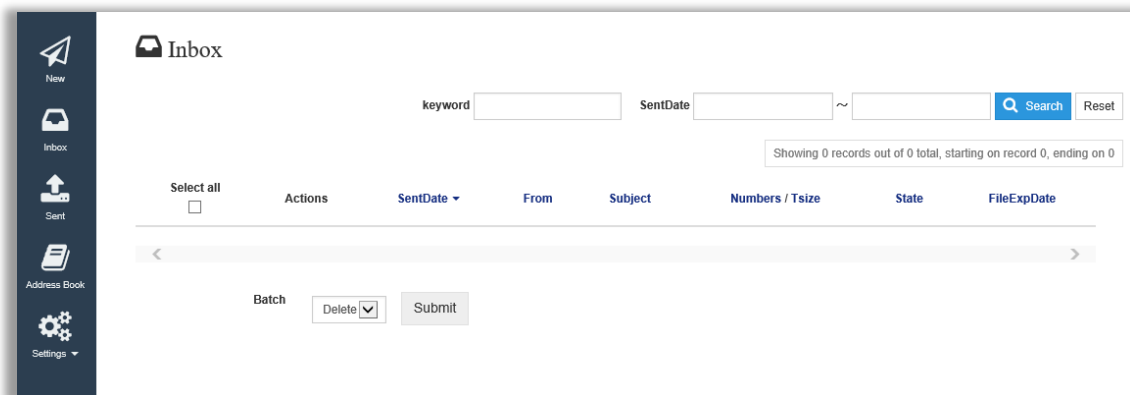 New
Inbox
Sent
Address Book
Settings
Inbox
keyword SentDate ~ Search Reset
Showing 0 records out of 0 total, starting on record 0, ending on 0
Select all Actions SentDate From Subject Numbers / Tsize State FileExpDate
Batch Delete Submit